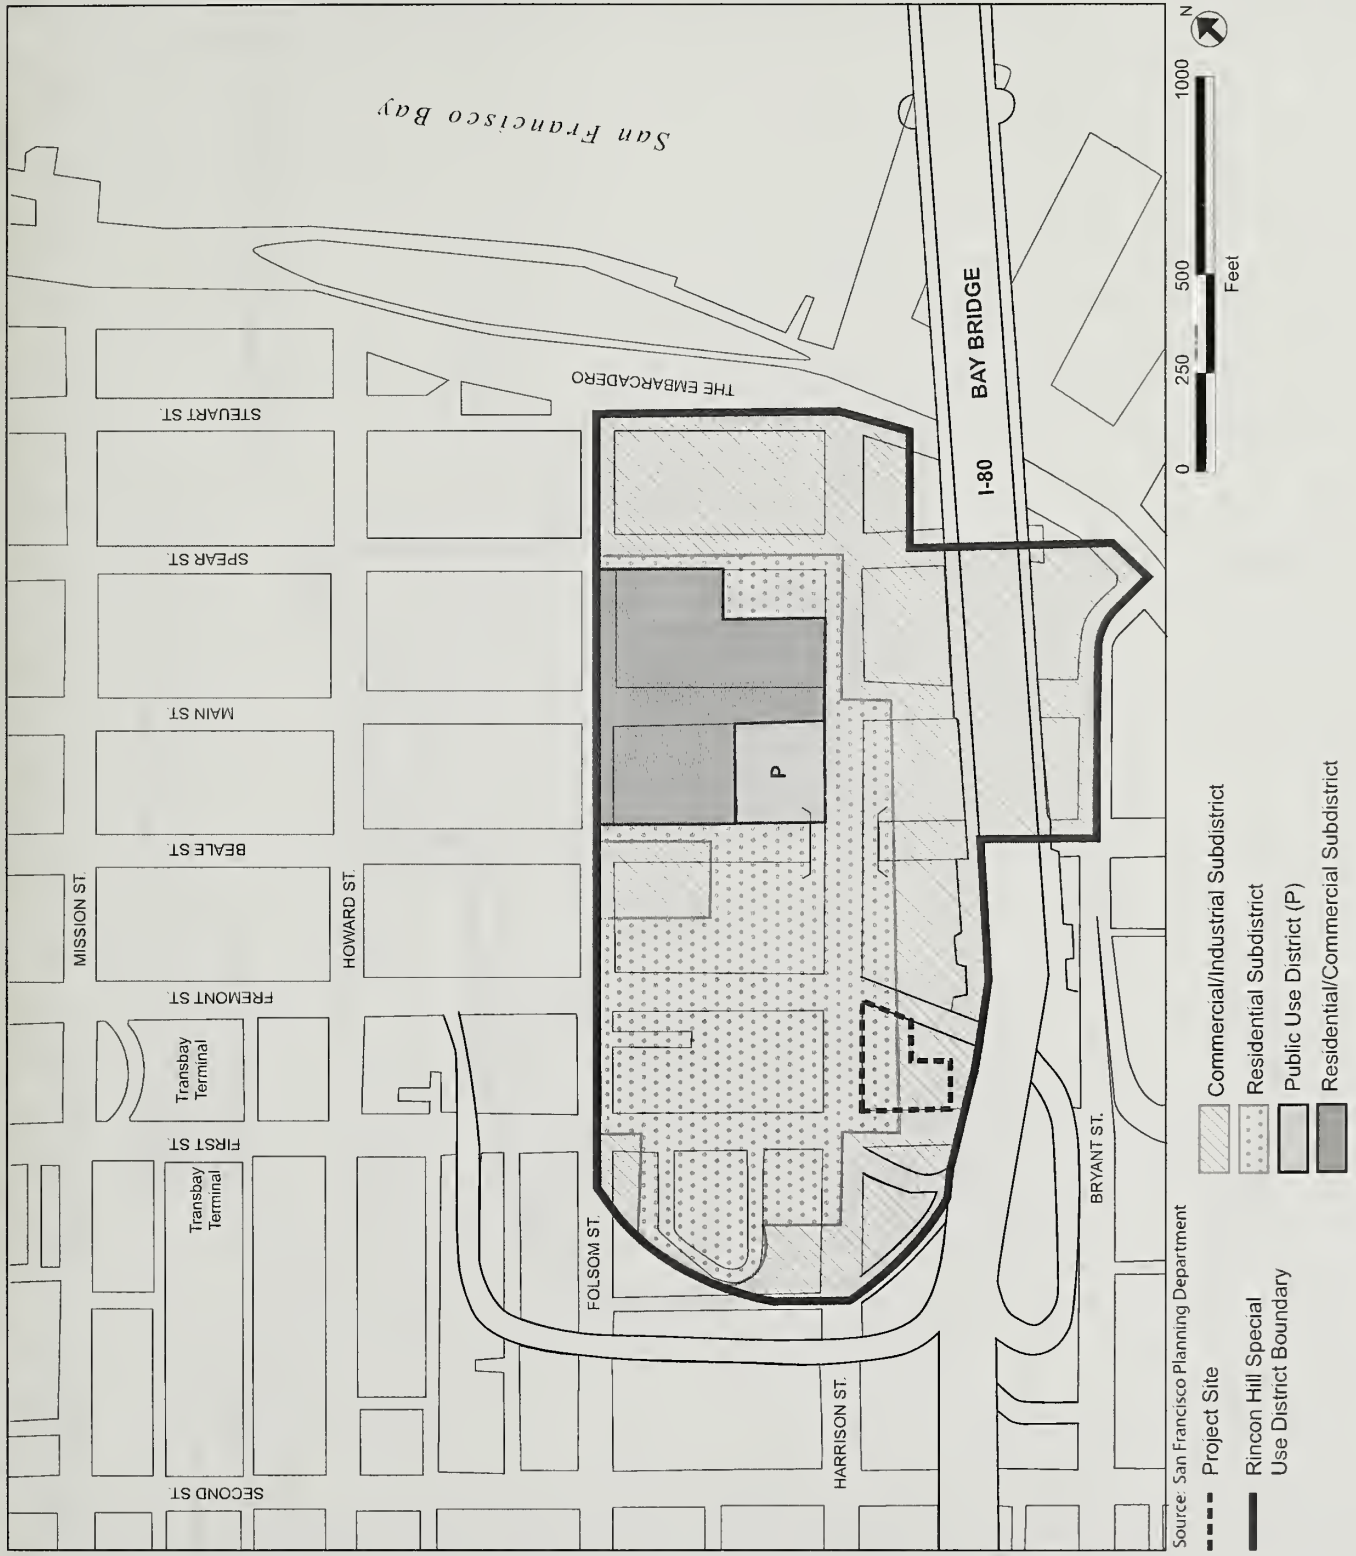 San Francisco Bay
STEUART ST.
SPEAR ST.
MAIN ST.
BEALE ST.
FREMONT ST.
FIRST ST.
SECOND ST.
MISSION ST.
HOWARD ST.
FOLSOM ST.
HARRISON ST.
BRYANT ST.
THE EMBARCADERO
Transbay
Terminal
Transbay
Terminal
P
I-80
BAY BRIDGE
N
0
250
500
1000
Feet
Source: San Francisco Planning Department
Project Site
Rincon Hill Special
Use District Boundary
Commercial/Industrial Subdistrict
Residential Subdistrict
Public Use District (P)
Residential/Commercial Subdistrict